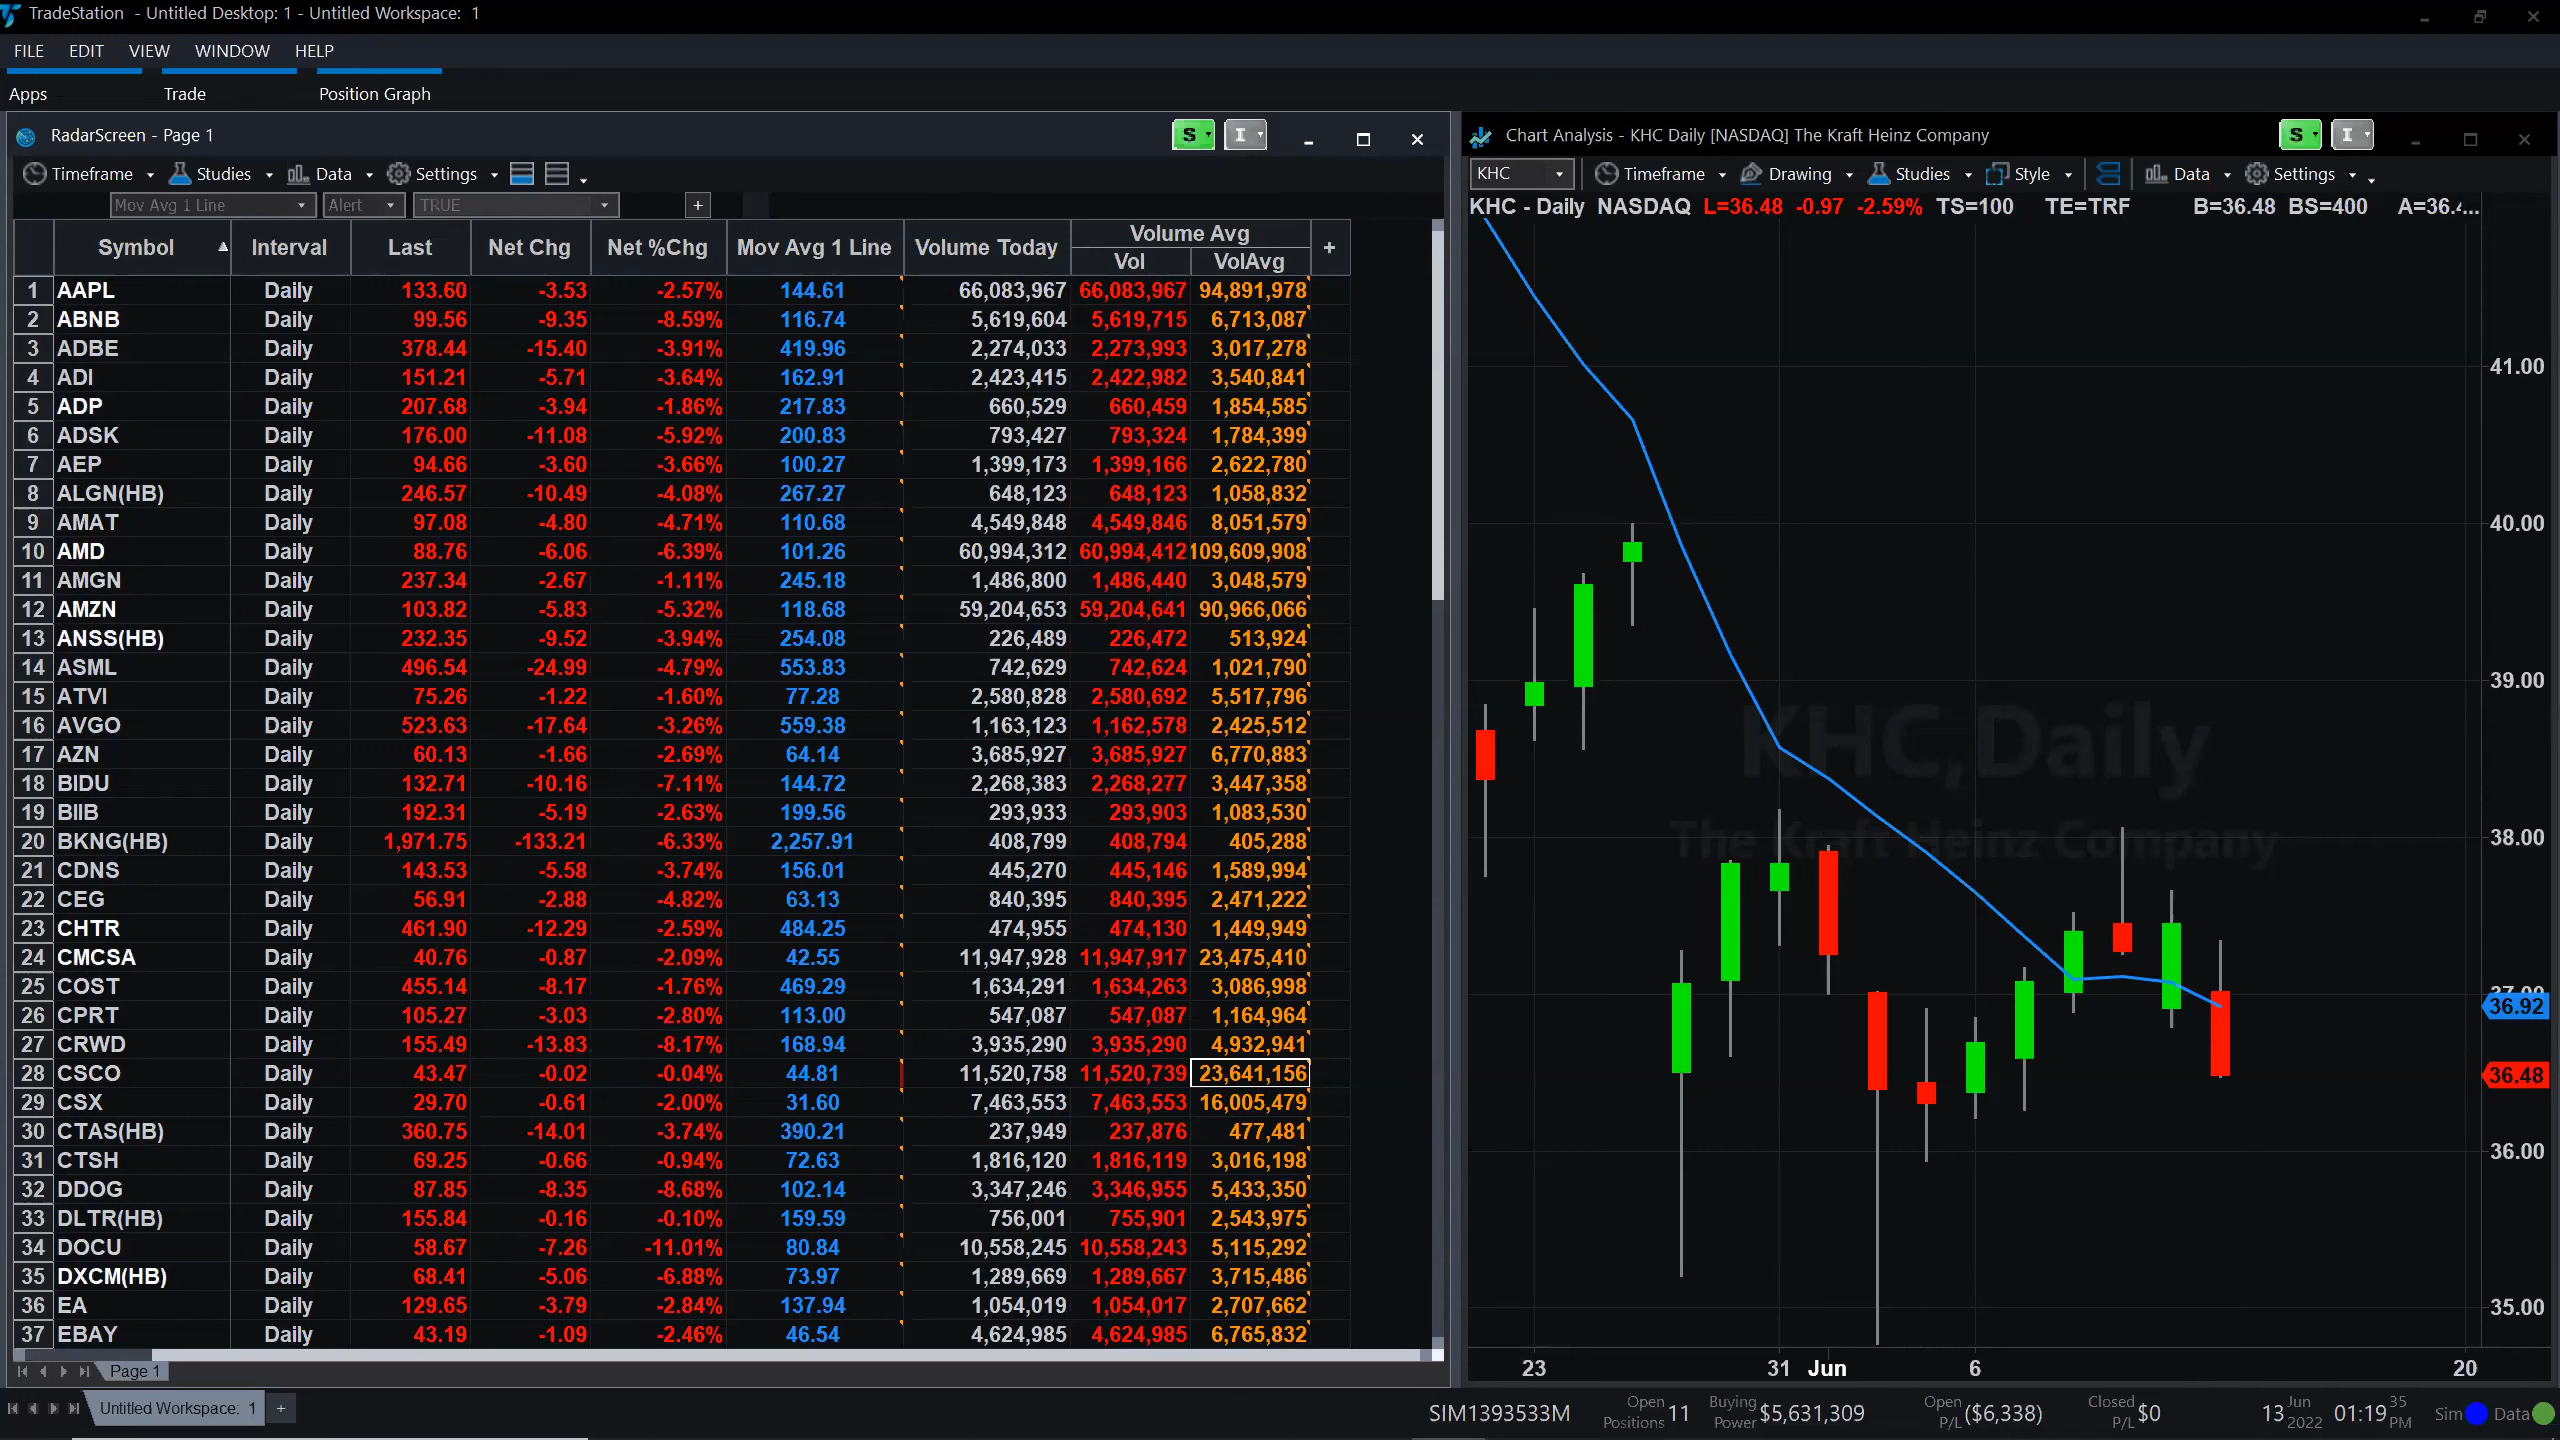 TradeStation - Untitled Desktop: 1 - Untitled Workspace: 1
FILE EDIT VIEW WINDOW HELP
Apps Trade Position Graph
RadarScreen - Page 1 S I
Timeframe Studies Data Settings
Mov Avg 1 Line Alert TRUE +
Symbol Interval Last Net Chg Net %Chg Mov Avg 1 Line Volume Today Volume Avg +
Vol VolAvg
1 AAPL Daily 133.60 -3.53 -2.57% 144.61 66,083,967 66,083,967 94,891,978
2 ABNB Daily 99.56 -9.35 -8.59% 116.74 5,619,604 5,619,715 6,713,087
3 ADBE Daily 378.44 -15.40 -3.91% 419.96 2,274,033 2,273,993 3,017,278
4 ADI Daily 151.21 -5.71 -3.64% 162.91 2,423,415 2,422,982 3,540,841
5 ADP Daily 207.68 -3.94 -1.86% 217.83 660,529 660,459 1,854,585
6 ADSK Daily 176.00 -11.08 -5.92% 200.83 793,427 793,324 1,784,399
7 AEP Daily 94.66 -3.60 -3.66% 100.27 1,399,173 1,399,166 2,622,780
8 ALGN(HB) Daily 246.57 -10.49 -4.08% 267.27 648,123 648,123 1,058,832
9 AMAT Daily 97.08 -4.80 -4.71% 110.68 4,549,848 4,549,846 8,051,579
10 AMD Daily 88.76 -6.06 -6.39% 101.26 60,994,312 60,994,412 109,609,908
11 AMGN Daily 237.34 -2.67 -1.11% 245.18 1,486,800 1,486,440 3,048,579
12 AMZN Daily 103.82 -5.83 -5.32% 118.68 59,204,653 59,204,641 90,966,066
13 ANSS(HB) Daily 232.35 -9.52 -3.94% 254.08 226,489 226,472 513,924
14 ASML Daily 496.54 -24.99 -4.79% 553.83 742,629 742,624 1,021,790
15 ATVI Daily 75.26 -1.22 -1.60% 77.28 2,580,828 2,580,692 5,517,796
16 AVGO Daily 523.63 -17.64 -3.26% 559.38 1,163,123 1,162,578 2,425,512
17 AZN Daily 60.13 -1.66 -2.69% 64.14 3,685,927 3,685,927 6,770,883
18 BIDU Daily 132.71 -10.16 -7.11% 144.72 2,268,383 2,268,277 3,447,358
19 BIIB Daily 192.31 -5.19 -2.63% 199.56 293,933 293,903 1,083,530
20 BKNG(HB) Daily 1,971.75 -133.21 -6.33% 2,257.91 408,799 408,794 405,288
21 CDNS Daily 143.53 -5.58 -3.74% 156.01 445,270 445,146 1,589,994
22 CEG Daily 56.91 -2.88 -4.82% 63.13 840,395 840,395 2,471,222
23 CHTR Daily 461.90 -12.29 -2.59% 484.25 474,955 474,130 1,449,949
24 CMCSA Daily 40.76 -0.87 -2.09% 42.55 11,947,928 11,947,917 23,475,410
25 COST Daily 455.14 -8.17 -1.76% 469.29 1,634,291 1,634,263 3,086,998
26 CPRT Daily 105.27 -3.03 -2.80% 113.00 547,087 547,087 1,164,964
27 CRWD Daily 155.49 -13.83 -8.17% 168.94 3,935,290 3,935,290 4,932,941
28 CSCO Daily 43.47 -0.02 -0.04% 44.81 11,520,758 11,520,739 23,641,156
29 CSX Daily 29.70 -0.61 -2.00% 31.60 7,463,553 7,463,553 16,005,479
30 CTAS(HB) Daily 360.75 -14.01 -3.74% 390.21 237,949 237,876 477,481
31 CTSH Daily 69.25 -0.66 -0.94% 72.63 1,816,120 1,816,119 3,016,198
32 DDOG Daily 87.85 -8.35 -8.68% 102.14 3,347,246 3,346,955 5,433,350
33 DLTR(HB) Daily 155.84 -0.16 -0.10% 159.59 756,001 755,901 2,543,975
34 DOCU Daily 58.67 -7.26 -11.01% 80.84 10,558,245 10,558,243 5,115,292
35 DXCM(HB) Daily 68.41 -5.06 -6.88% 73.97 1,289,669 1,289,667 3,715,486
36 EA Daily 129.65 -3.79 -2.84% 137.94 1,054,019 1,054,017 2,707,662
37 EBAY Daily 43.19 -1.09 -2.46% 46.54 4,624,985 4,624,985 6,765,832
Page 1
Chart Analysis - KHC Daily [NASDAQ] The Kraft Heinz Company S I
KHC Timeframe Drawing Studies Style Data Settings
KHC - Daily NASDAQ L=36.48 -0.97 -2.59% TS=100 TE=TRF B=36.48 BS=400 A=36.4...
KHC,Daily
The Kraft Heinz Company
41.00
40.00
39.00
38.00
37.00
36.92
36.48
36.00
35.00
23 31 Jun 6 20
Untitled Workspace: 1 +
SIM1393533M Open Positions 11 Buying Power $5,631,309 Open P/L ($6,338) Closed P/L $0 13 Jun 2022 01:19 35 PM Sim Data